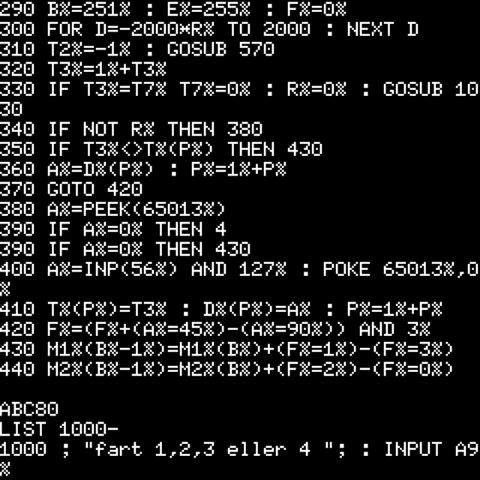 290 B%=251% : E%=255% : F%=0%
300 FOR D=-2000*R% TO 2000 : NEXT D
310 T2%=-1% : GOSUB 570
320 T3%=1%+T3%
330 IF T3%=T7% T7%=0% : R%=0% : GOSUB 10
30
340 IF NOT R% THEN 380
350 IF T3%<>T%(P%) THEN 430
360 A%=D%(P%) : P%=1%+P%
370 GOTO 420
380 A%=PEEK(65013%)
390 IF A%=0% THEN 4
390 IF A%=0% THEN 430
400 A%=INP(56%) AND 127% : POKE 65013%,0
%
410 T%(P%)=T3% : D%(P%)=A% : P%=1%+P%
420 F%=(F%+(A%=45%)-(A%=90%)) AND 3%
430 M1%(B%-1%)=M1%(B%)+(F%=1%)-(F%=3%)
440 M2%(B%-1%)=M2%(B%)+(F%=2%)-(F%=0%)
ABC80
LIST 1000-
1000 ; "fart 1,2,3 eller 4 "; : INPUT A9
%